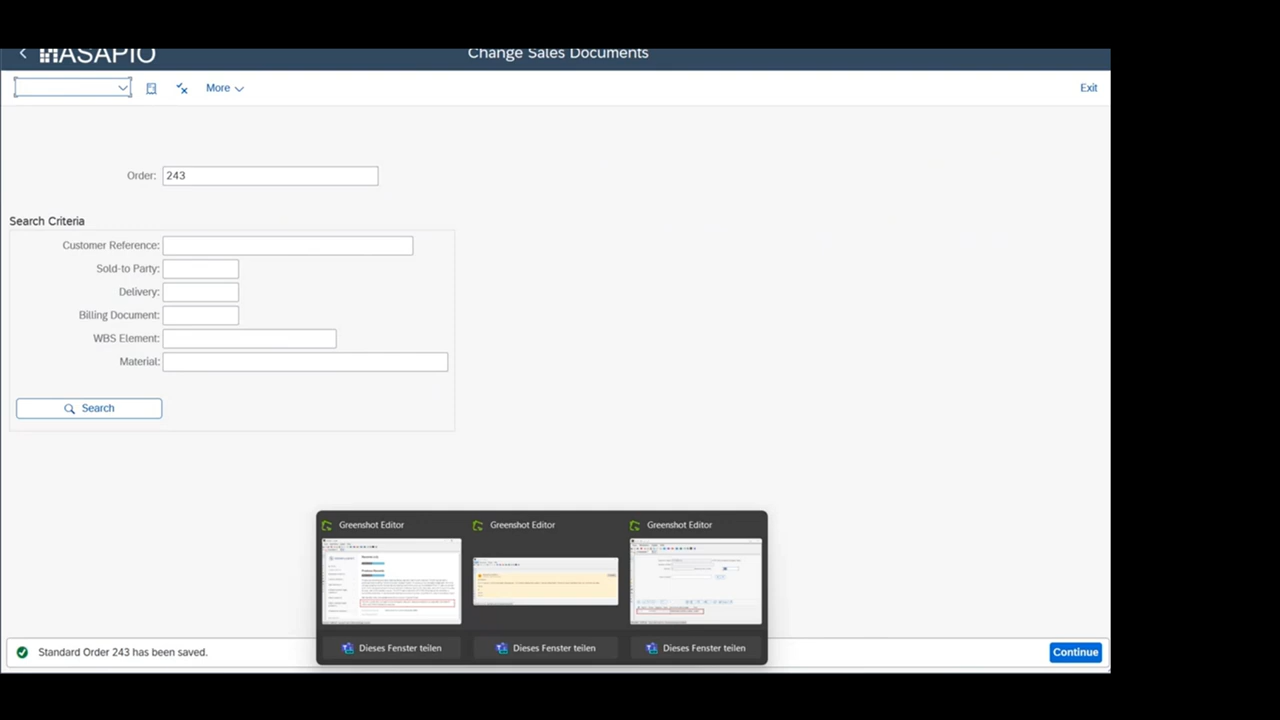 ASAPIO
Change Sales Documents
More
Exit
Order: 243
Search Criteria
Customer Reference:
Sold-to Party:
Delivery:
Billing Document:
WBS Element:
Material:
Search
Greenshot Editor
Greenshot Editor
Greenshot Editor
Dieses Fenster teilen
Dieses Fenster teilen
Dieses Fenster teilen
Standard Order 243 has been saved.
Continue